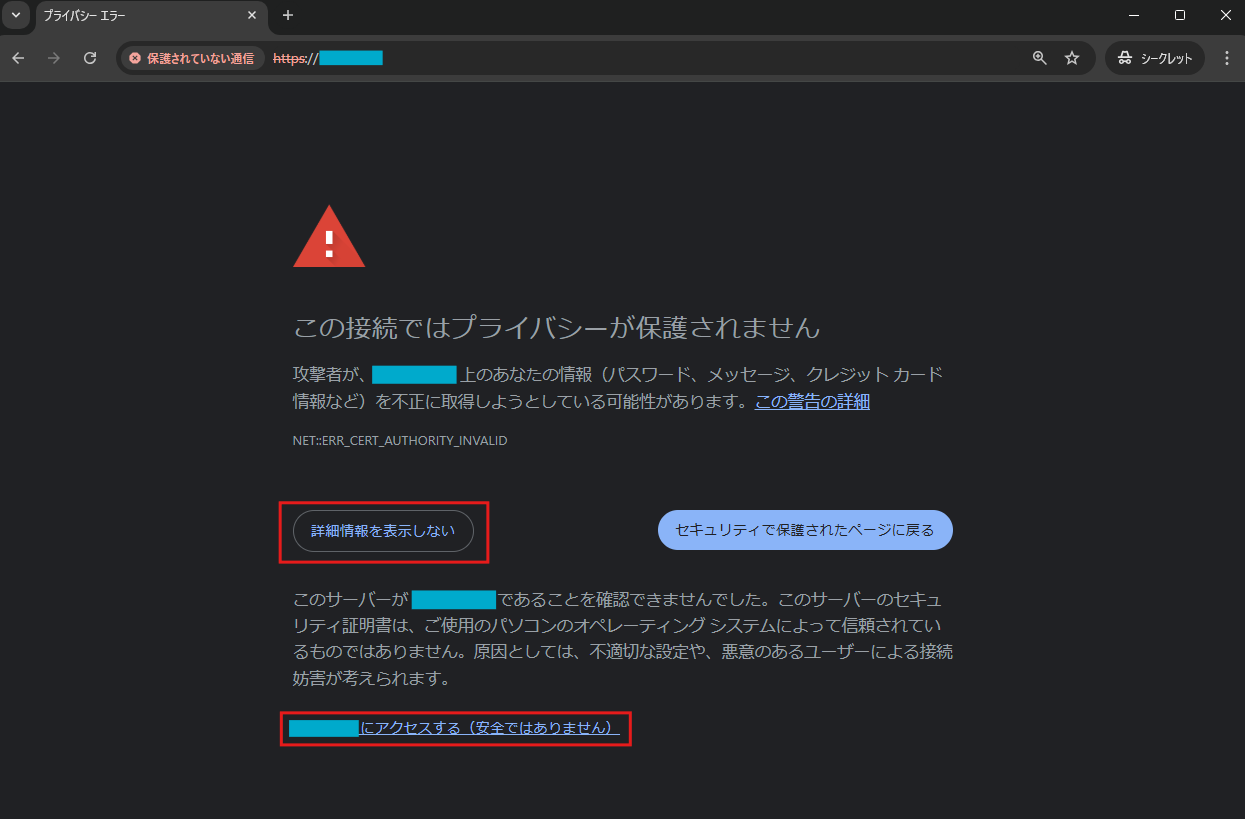 プライバシー エラー
保護されていない通信 https://
シークレット
この接続ではプライバシーが保護されません
攻撃者が、 上のあなたの情報（パスワード、メッセージ、クレジット カード
情報など）を不正に取得しようとしている可能性があります。この警告の詳細
NET::ERR_CERT_AUTHORITY_INVALID
詳細情報を表示しない
セキュリティで保護されたページに戻る
このサーバーが であることを確認できませんでした。このサーバーのセキュ
リティ証明書は、ご使用のパソコンのオペレーティング システムによって信頼されてい
るものではありません。原因としては、不適切な設定や、悪意のあるユーザーによる接続
妨害が考えられます。
にアクセスする（安全ではありません）